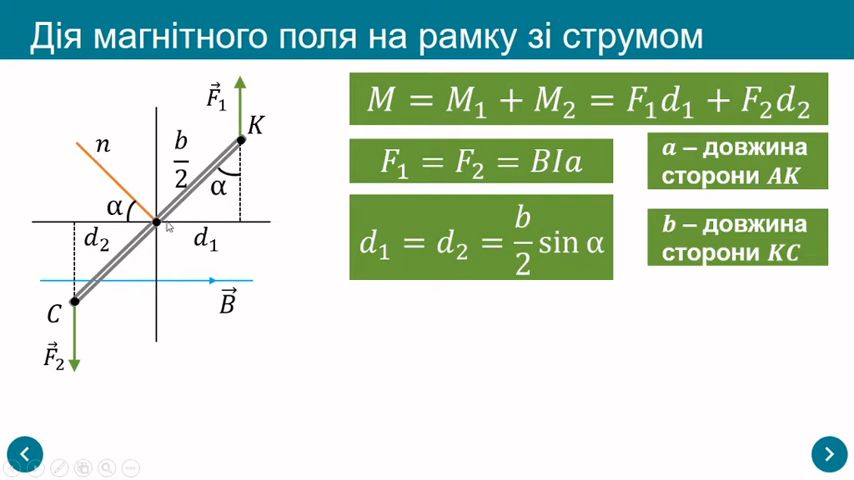 Дія магнітного поля на рамку зі струмом
F⃗₁
K
n
b/2
α
α
d₂
d₁
B⃗
C
F⃗₂
M = M₁ + M₂ = F₁d₁ + F₂d₂
F₁ = F₂ = BIa
a – довжина
сторони AK
d₁ = d₂ = b/2 sin α
b – довжина
сторони KC